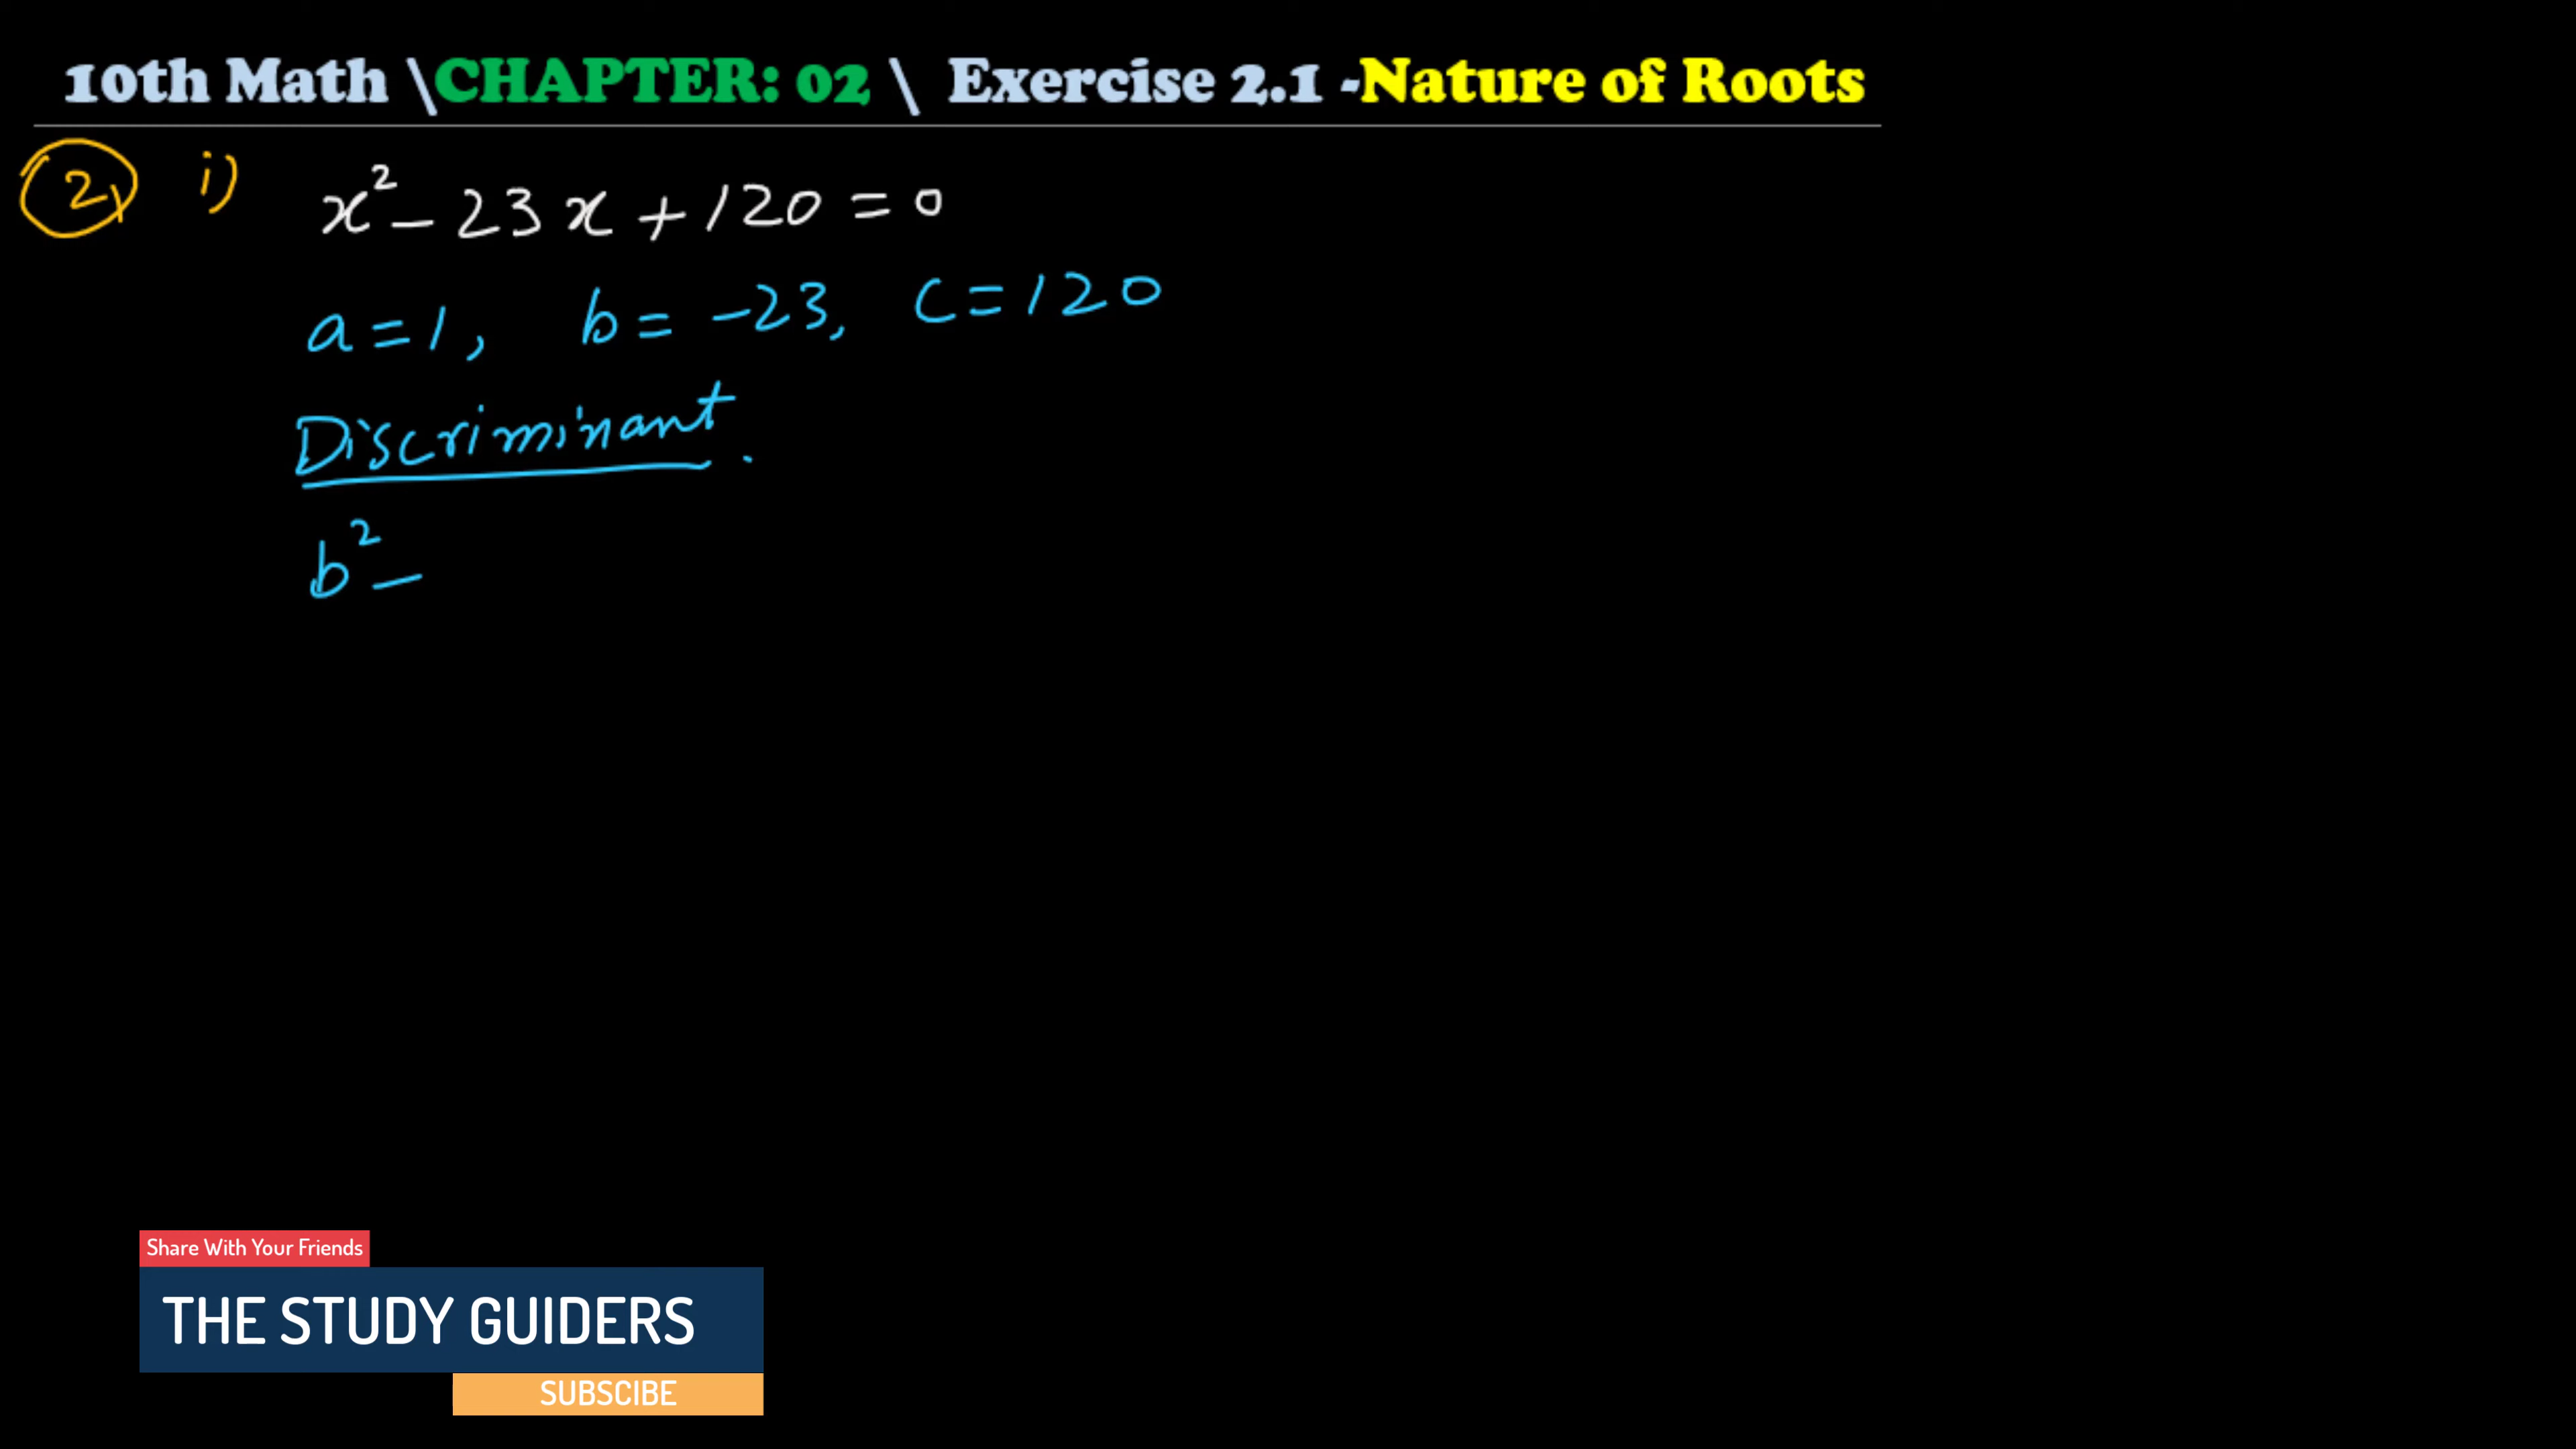 10th Math \CHAPTER: 02 \ Exercise 2.1 -Nature of Roots
2) i) x² - 23x + 120 = 0
a = 1, b = -23, c = 120
Discriminant.
b² -
Share With Your Friends
THE STUDY GUIDERS
SUBSCIBE